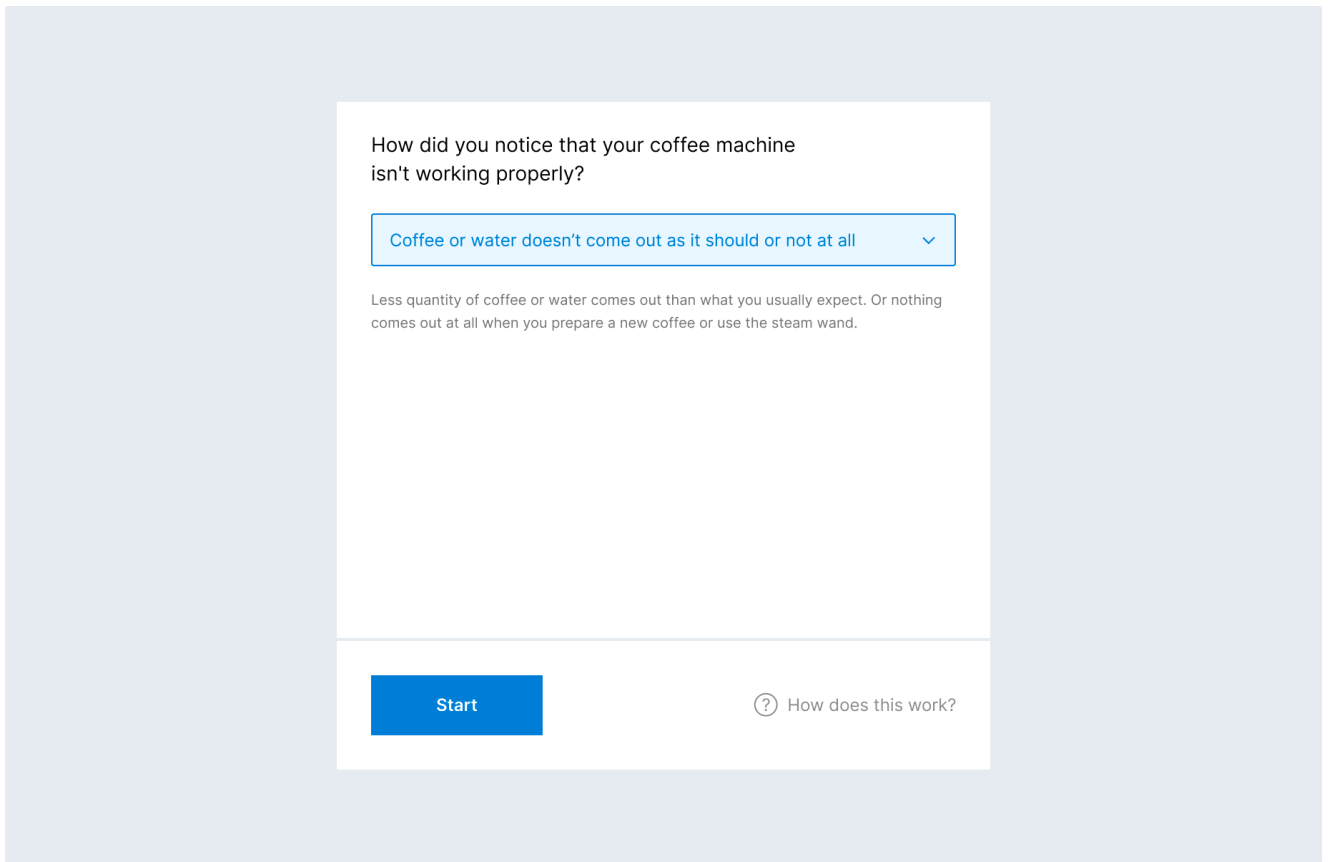 How did you notice that your coffee machine
isn't working properly?
Coffee or water doesn’t come out as it should or not at all
Less quantity of coffee or water comes out than what you usually expect. Or nothing
comes out at all when you prepare a new coffee or use the steam wand.
Start
? How does this work?